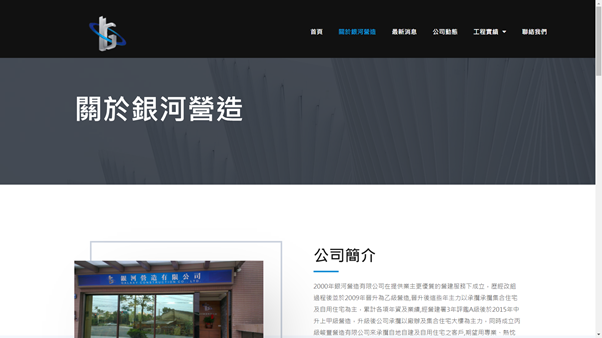 首頁
關於銀河營造
最新消息
公司動態
工程實績
聯絡我們
關於銀河營造
公司簡介
銀河營造有限公司
2000年銀河營造有限公司在提供業主更優質的營建服務下成立，歷經改組
過程後並於2009年晉升為乙級營造,晉升後這些年主力以承攬承攬集合住宅
及自用住宅為主，累計各項年資及業績;經營建署3年評鑑A級後於2015年中
升上甲級營造，升級後公司承攬以廠辦及集合住宅大樓為主力，同時成立丙
級峻璽營造有限公司來承攬自地自建及自用住宅之客戶,期望用專業、熱忱